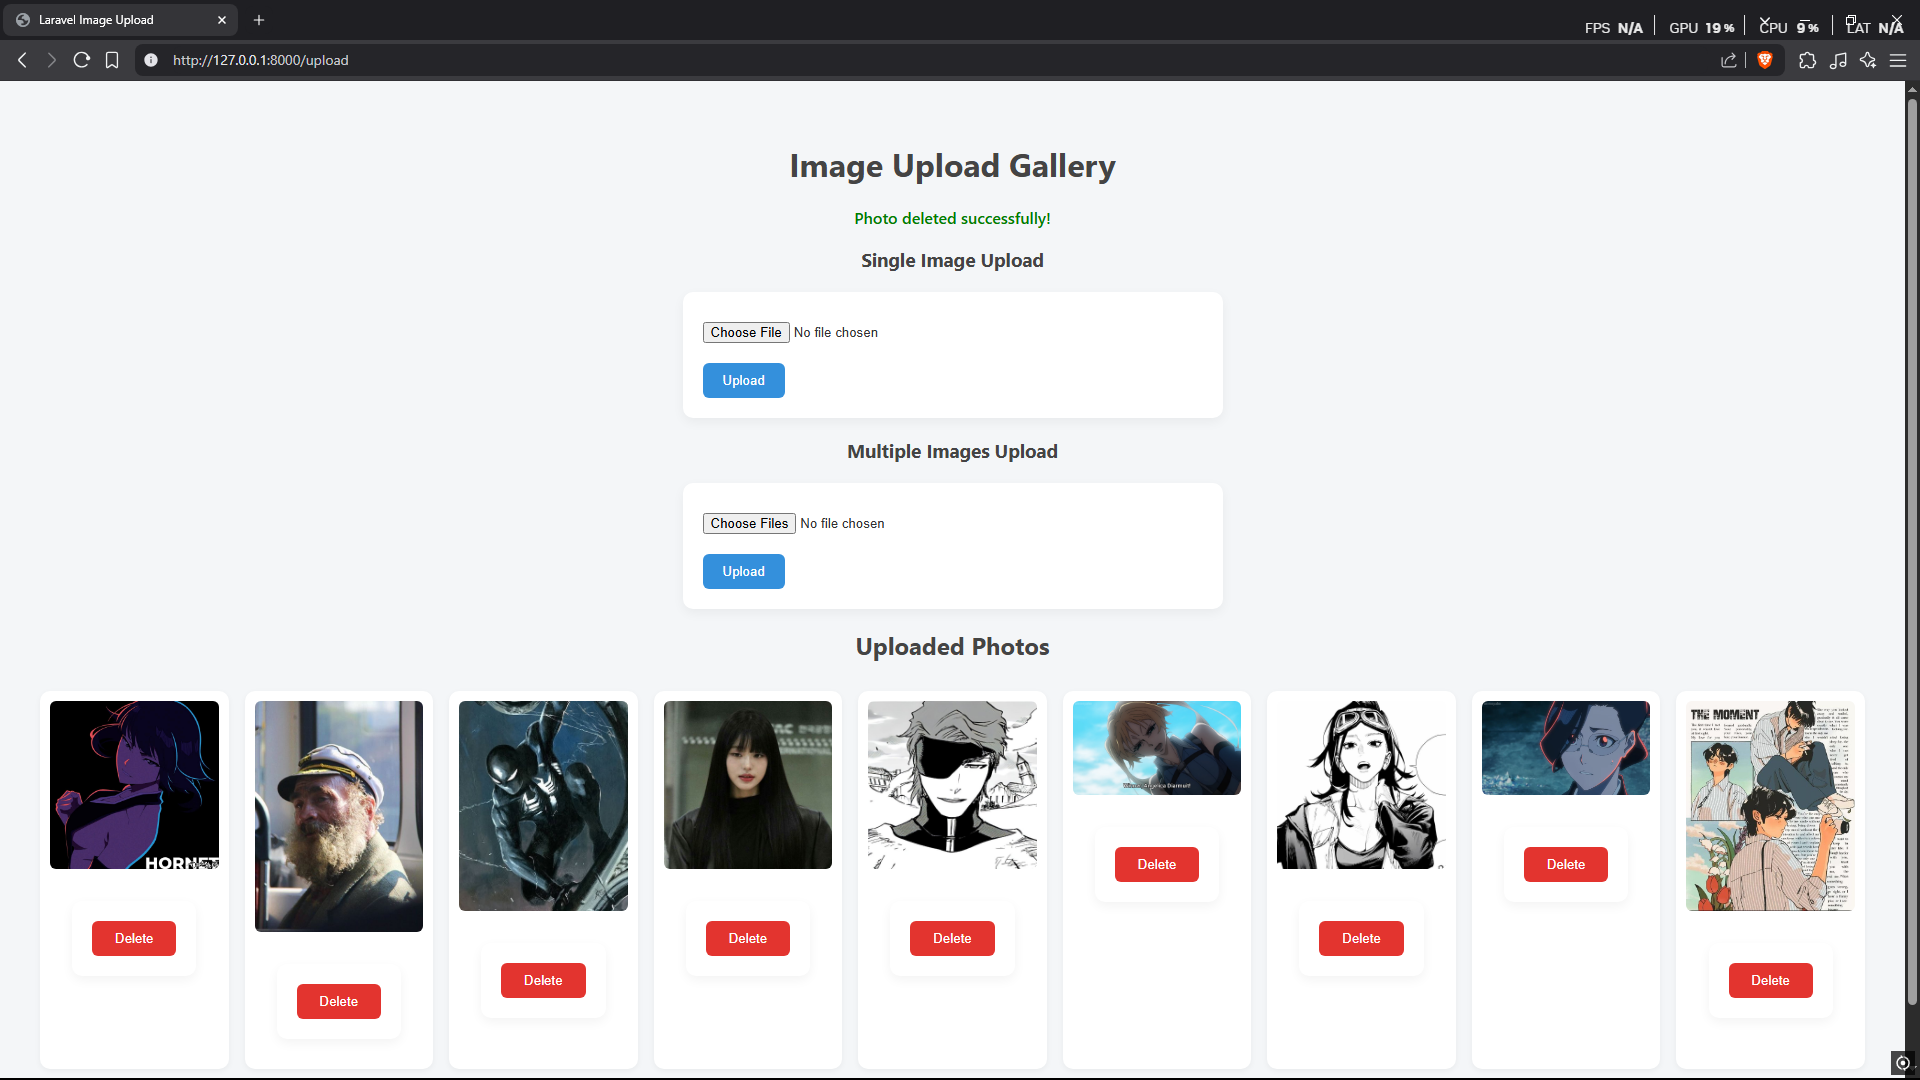 Laravel Image Upload
FPS N/A GPU 19% CPU 9% LAT N/A
http://127.0.0.1:8000/upload
Image Upload Gallery
Photo deleted successfully!
Single Image Upload
Choose File No file chosen
Upload
Multiple Images Upload
Choose Files No file chosen
Upload
Uploaded Photos
HORNET
THE MOMENT
Delete
Delete
Delete
Delete
Delete
Delete
Delete
Delete
Delete